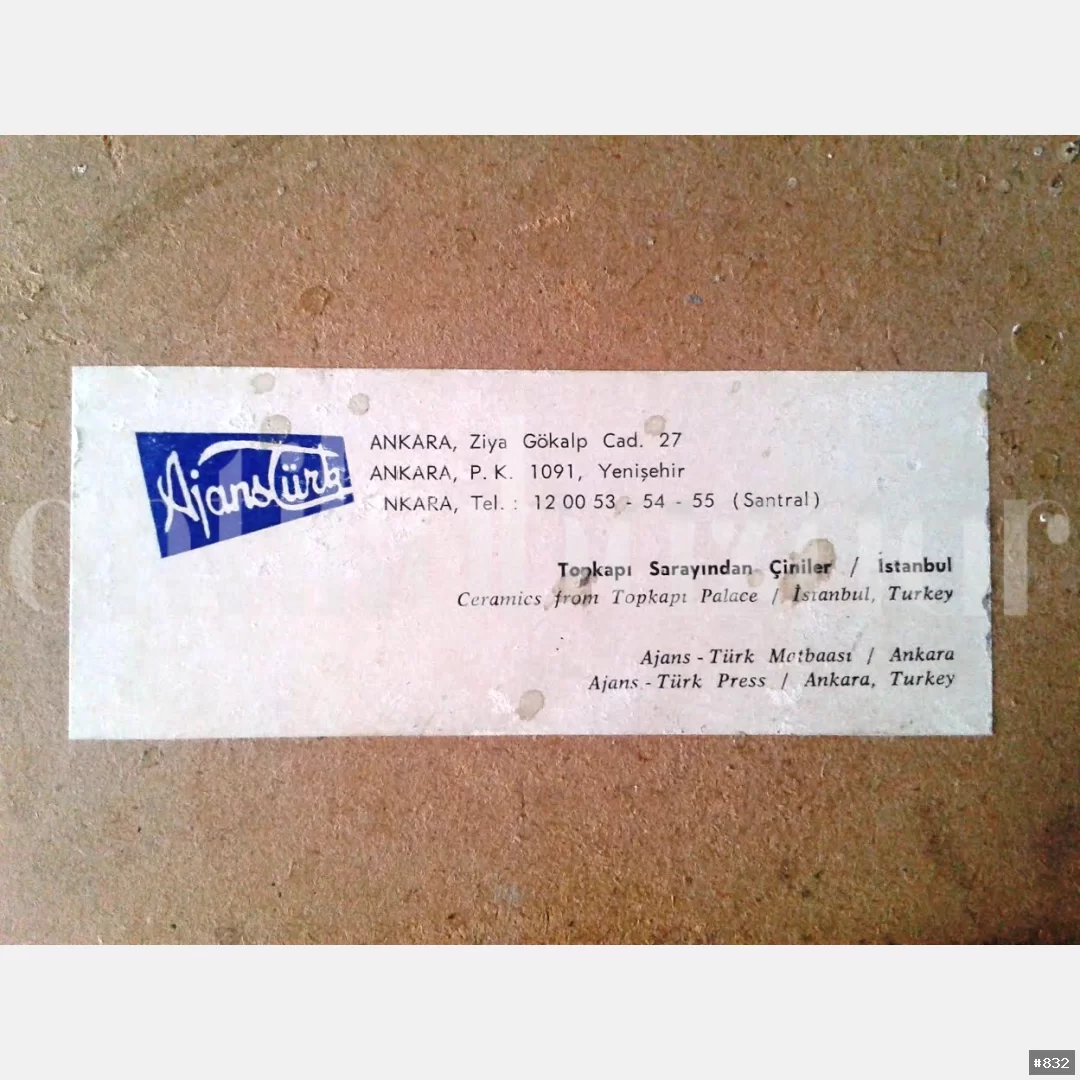 AjansTürk
ANKARA, Ziya Gökalp Cad. 27
ANKARA, P. K. 1091, Yenişehir
NKARA, Tel. : 12 00 53 - 54 - 55 (Santral)
Topkapı Sarayından Çiniler / İstanbul
Ceramics from Topkapı Palace / İstanbul, Turkey
Ajans - Türk Matbaası / Ankara
Ajans - Türk Press / Ankara, Turkey
#832